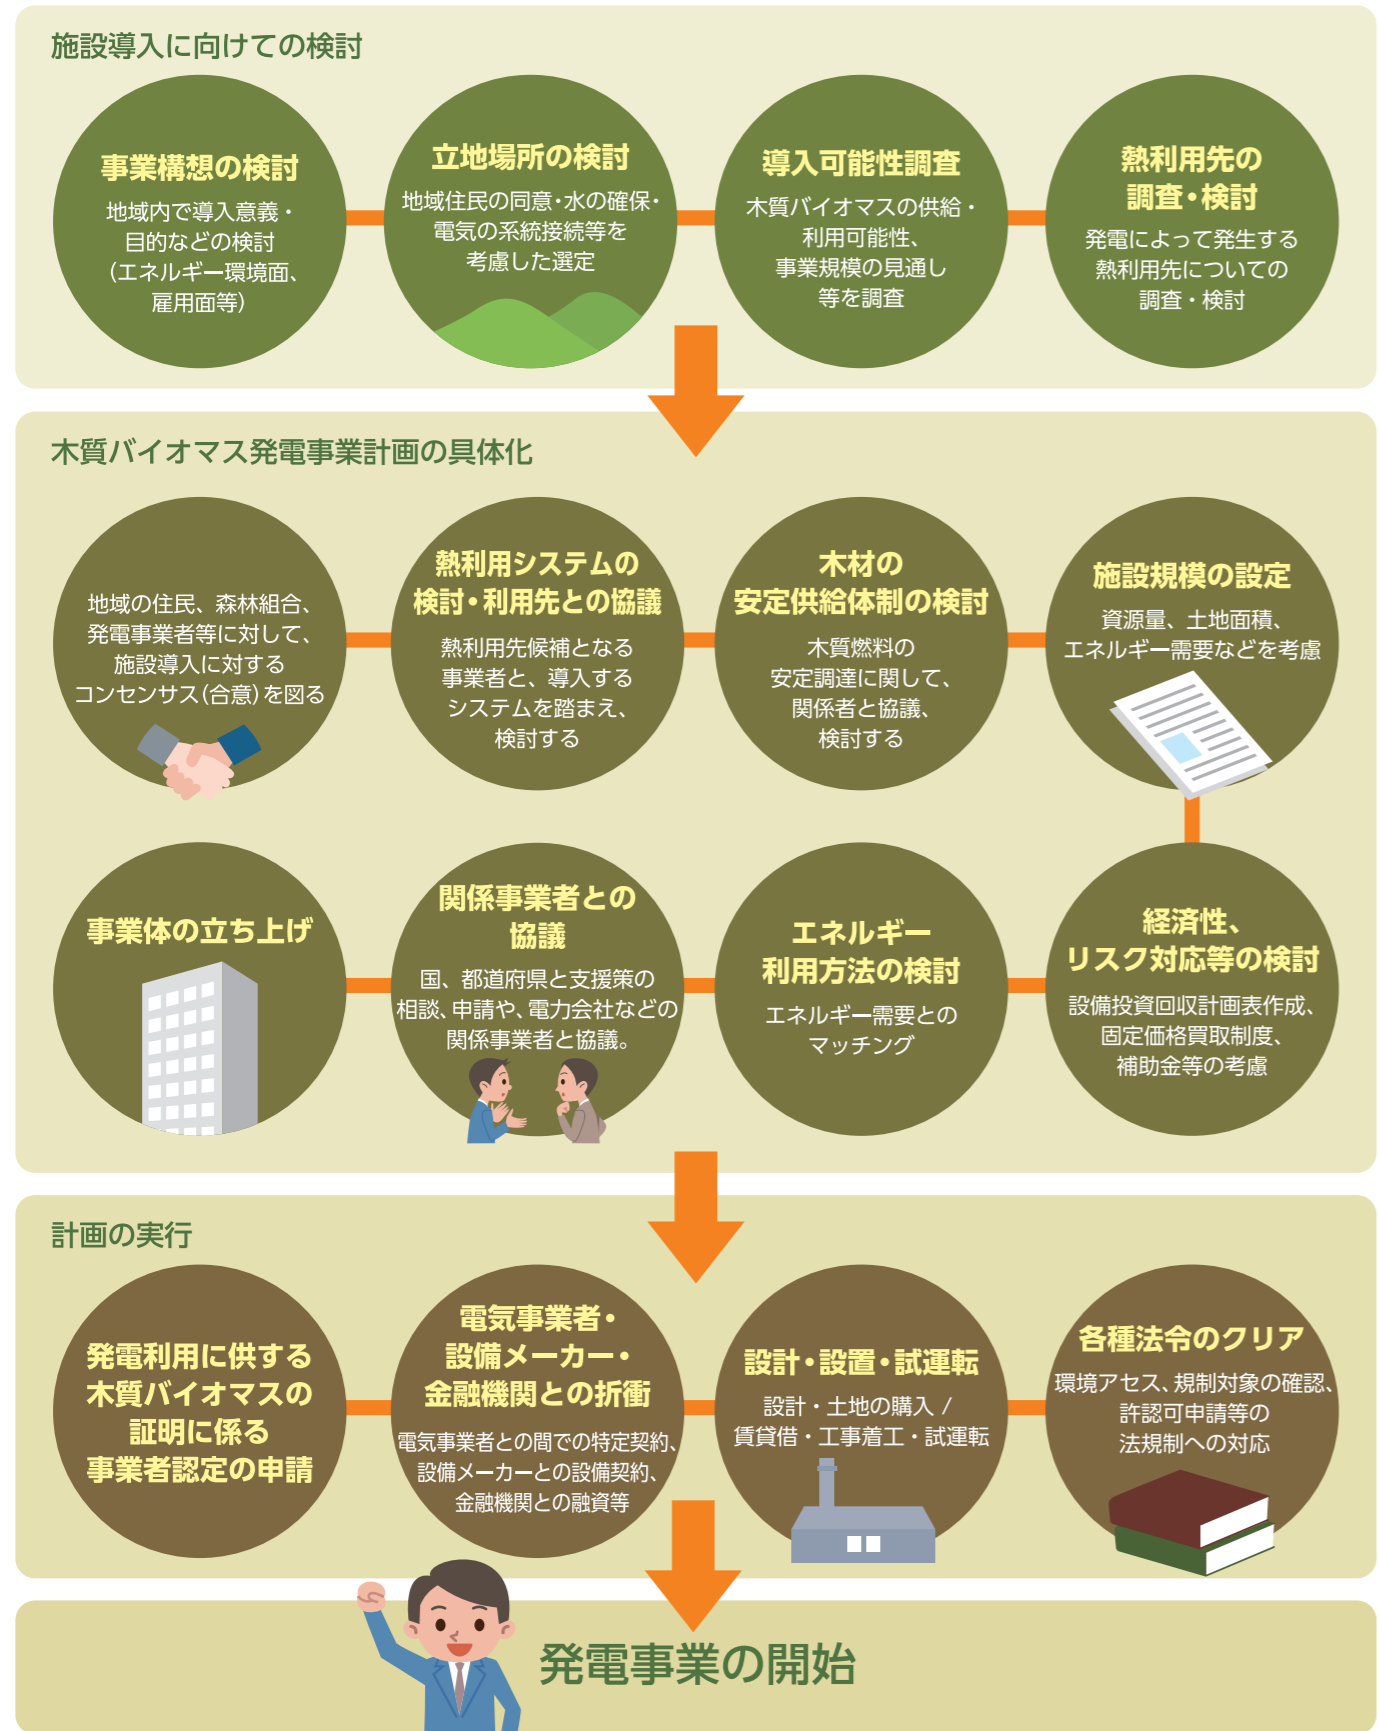 施設導入に向けての検討
事業構想の検討
地域内で導入意義・
目的などの検討
（エネルギー環境面、
雇用面等）
立地場所の検討
地域住民の同意・水の確保・
電気の系統接続等を
考慮した選定
導入可能性調査
木質バイオマスの供給・
利用可能性、
事業規模の見通し
等を調査
熱利用先の
調査・検討
発電によって発生する
熱利用先についての
調査・検討
木質バイオマス発電事業計画の具体化
地域の住民、森林組合、
発電事業者等に対して、
施設導入に対する
コンセンサス（合意）を図る
熱利用システムの
検討・利用先との協議
熱利用先候補となる
事業者と、導入する
システムを踏まえ、
検討する
木材の
安定供給体制の検討
木質燃料の
安定調達に関して、
関係者と協議、
検討する
施設規模の設定
資源量、土地面積、
エネルギー需要などを考慮
事業体の立ち上げ
関係事業者との
協議
国、都道府県と支援策の
相談、申請や、電力会社などの
関係事業者と協議。
エネルギー
利用方法の検討
エネルギー需要との
マッチング
経済性、
リスク対応等の検討
設備投資回収計画表作成、
固定価格買取制度、
補助金等の考慮
計画の実行
発電利用に供する
木質バイオマスの
証明に係る
事業者認定の申請
電気事業者・
設備メーカー・
金融機関との折衝
電気事業者との間での特定契約、
設備メーカーとの設備契約、
金融機関との融資等
設計・設置・試運転
設計・土地の購入 /
賃貸借・工事着工・試運転
各種法令のクリア
環境アセス、規制対象の確認、
許認可申請等の
法規制への対応
発電事業の開始